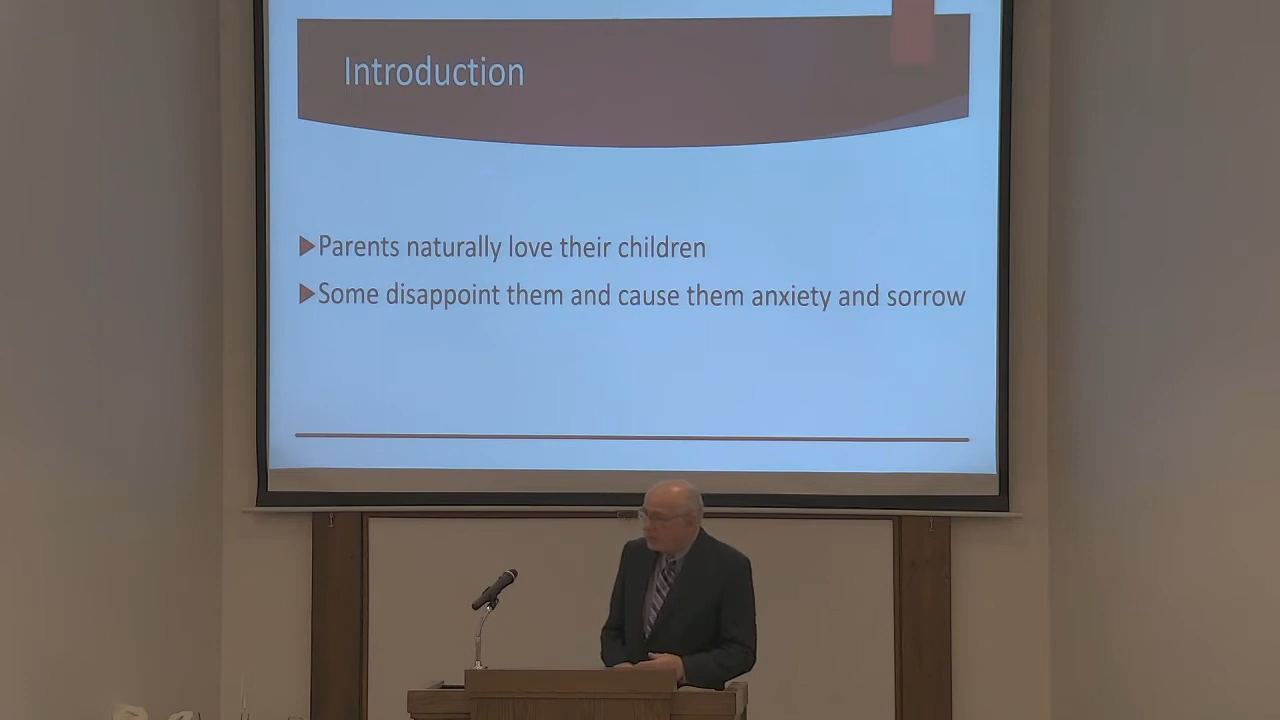 Introduction
Parents naturally love their children
Some disappoint them and cause them anxiety and sorrow